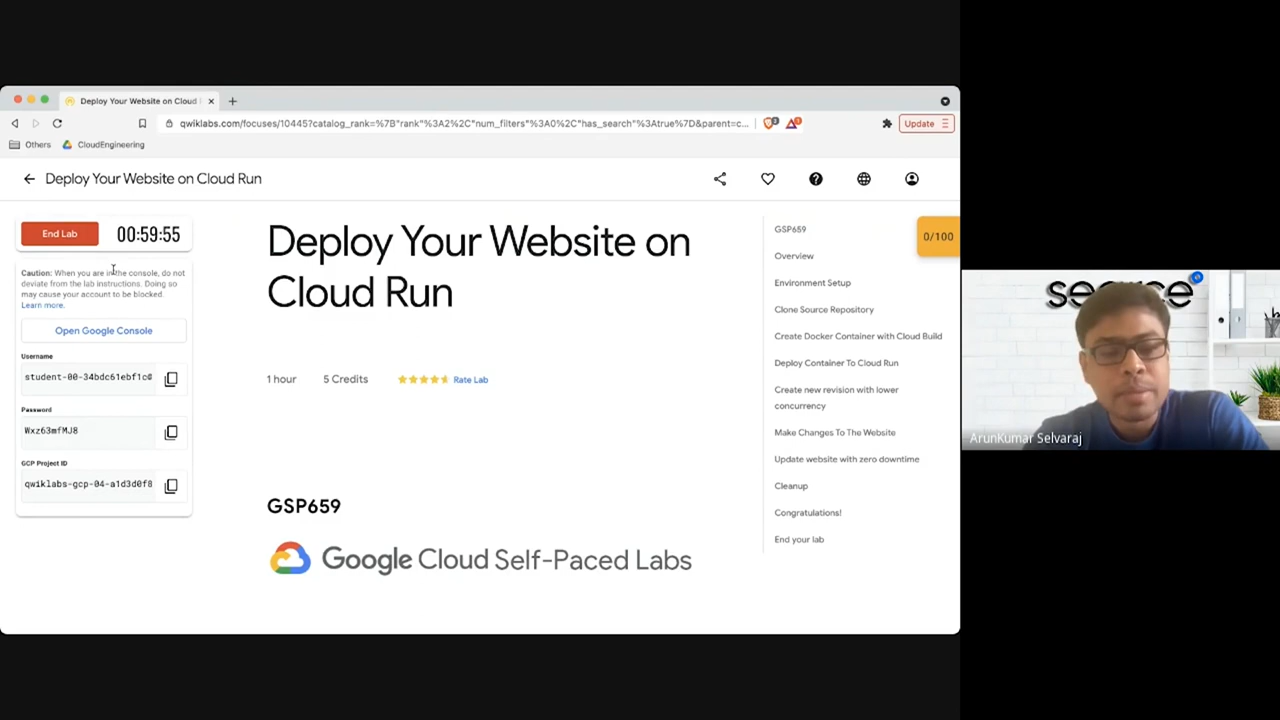 Deploy Your Website on Cloud R
Update
qwiklabs.com/focuses/10445?catalog_rank=%7B"rank"%3A2%2C"num_filters"%3A0%2C"has_search"%3Atrue%7D&parent=c...
Others
CloudEngineering
Deploy Your Website on Cloud Run
End Lab
00:59:55
Caution: When you are in the console, do not
deviate from the lab instructions. Doing so
may cause your account to be blocked.
Learn more.
Open Google Console
Username
student-00-34bdc61ebf1c@
Password
Wxz63mfMJ8
GCP Project ID
qwiklabs-gcp-04-a1d3d0f8
Deploy Your Website on
Cloud Run
1 hour
5 Credits
Rate Lab
GSP659
Google Cloud Self-Paced Labs
GSP659
Overview
Environment Setup
Clone Source Repository
Create Docker Container with Cloud Build
Deploy Container To Cloud Run
Create new revision with lower
concurrency
Make Changes To The Website
Update website with zero downtime
Cleanup
Congratulations!
End your lab
0/100
ArunKumar Selvaraj